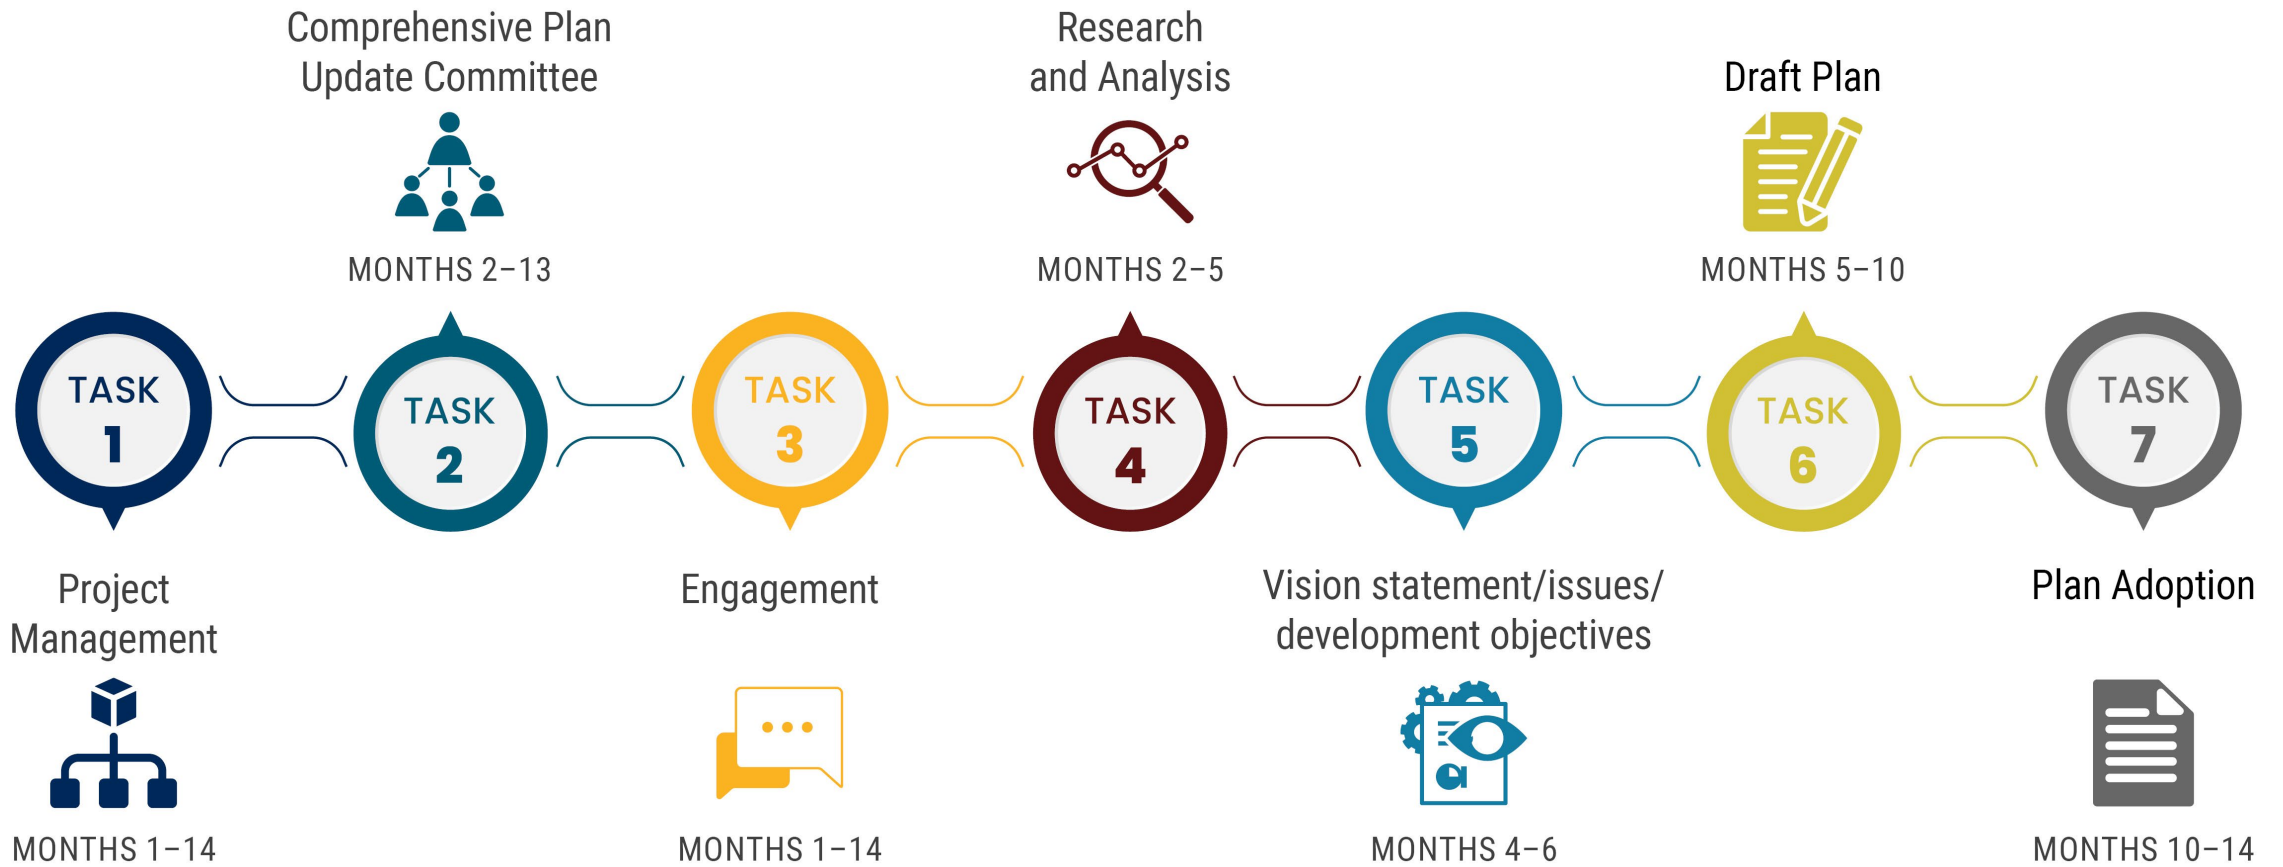 Comprehensive Plan
Update Committee
MONTHS 2–13
Research
and Analysis
MONTHS 2–5
Draft Plan
MONTHS 5–10
TASK
1
TASK
2
TASK
3
TASK
4
TASK
5
TASK
6
TASK
7
Project
Management
MONTHS 1–14
Engagement
MONTHS 1–14
Vision statement/issues/
development objectives
MONTHS 4–6
Plan Adoption
MONTHS 10–14